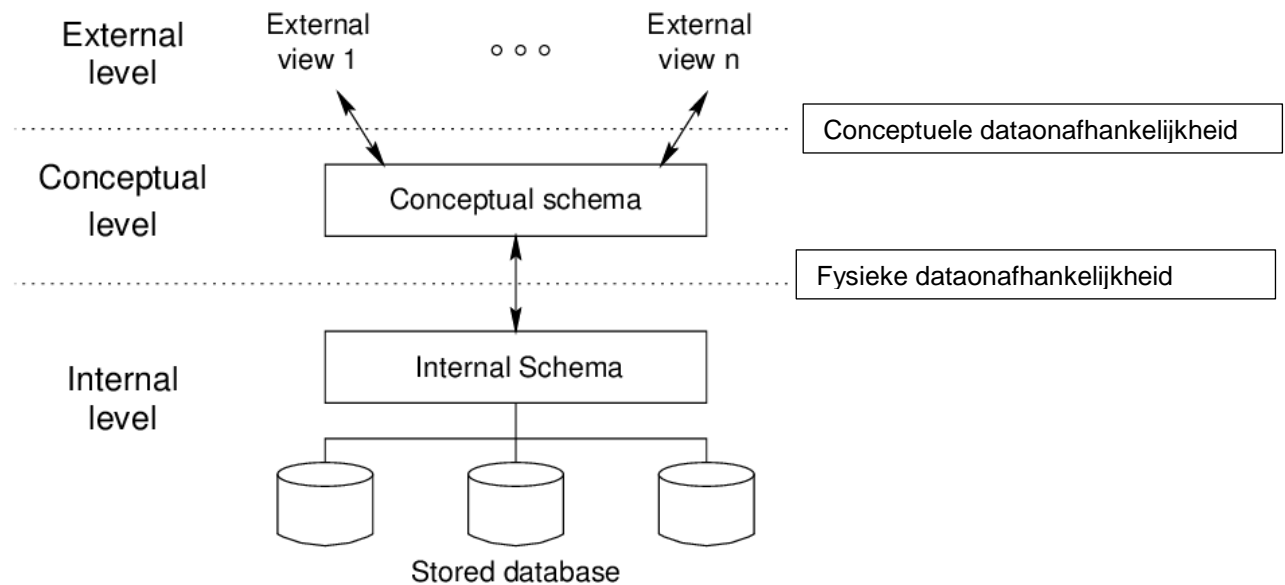 External
level
External
view 1
External
view n
Conceptuele dataonafhankelijkheid
Conceptual
level
Conceptual schema
Fysieke dataonafhankelijkheid
Internal
level
Internal Schema
Stored database